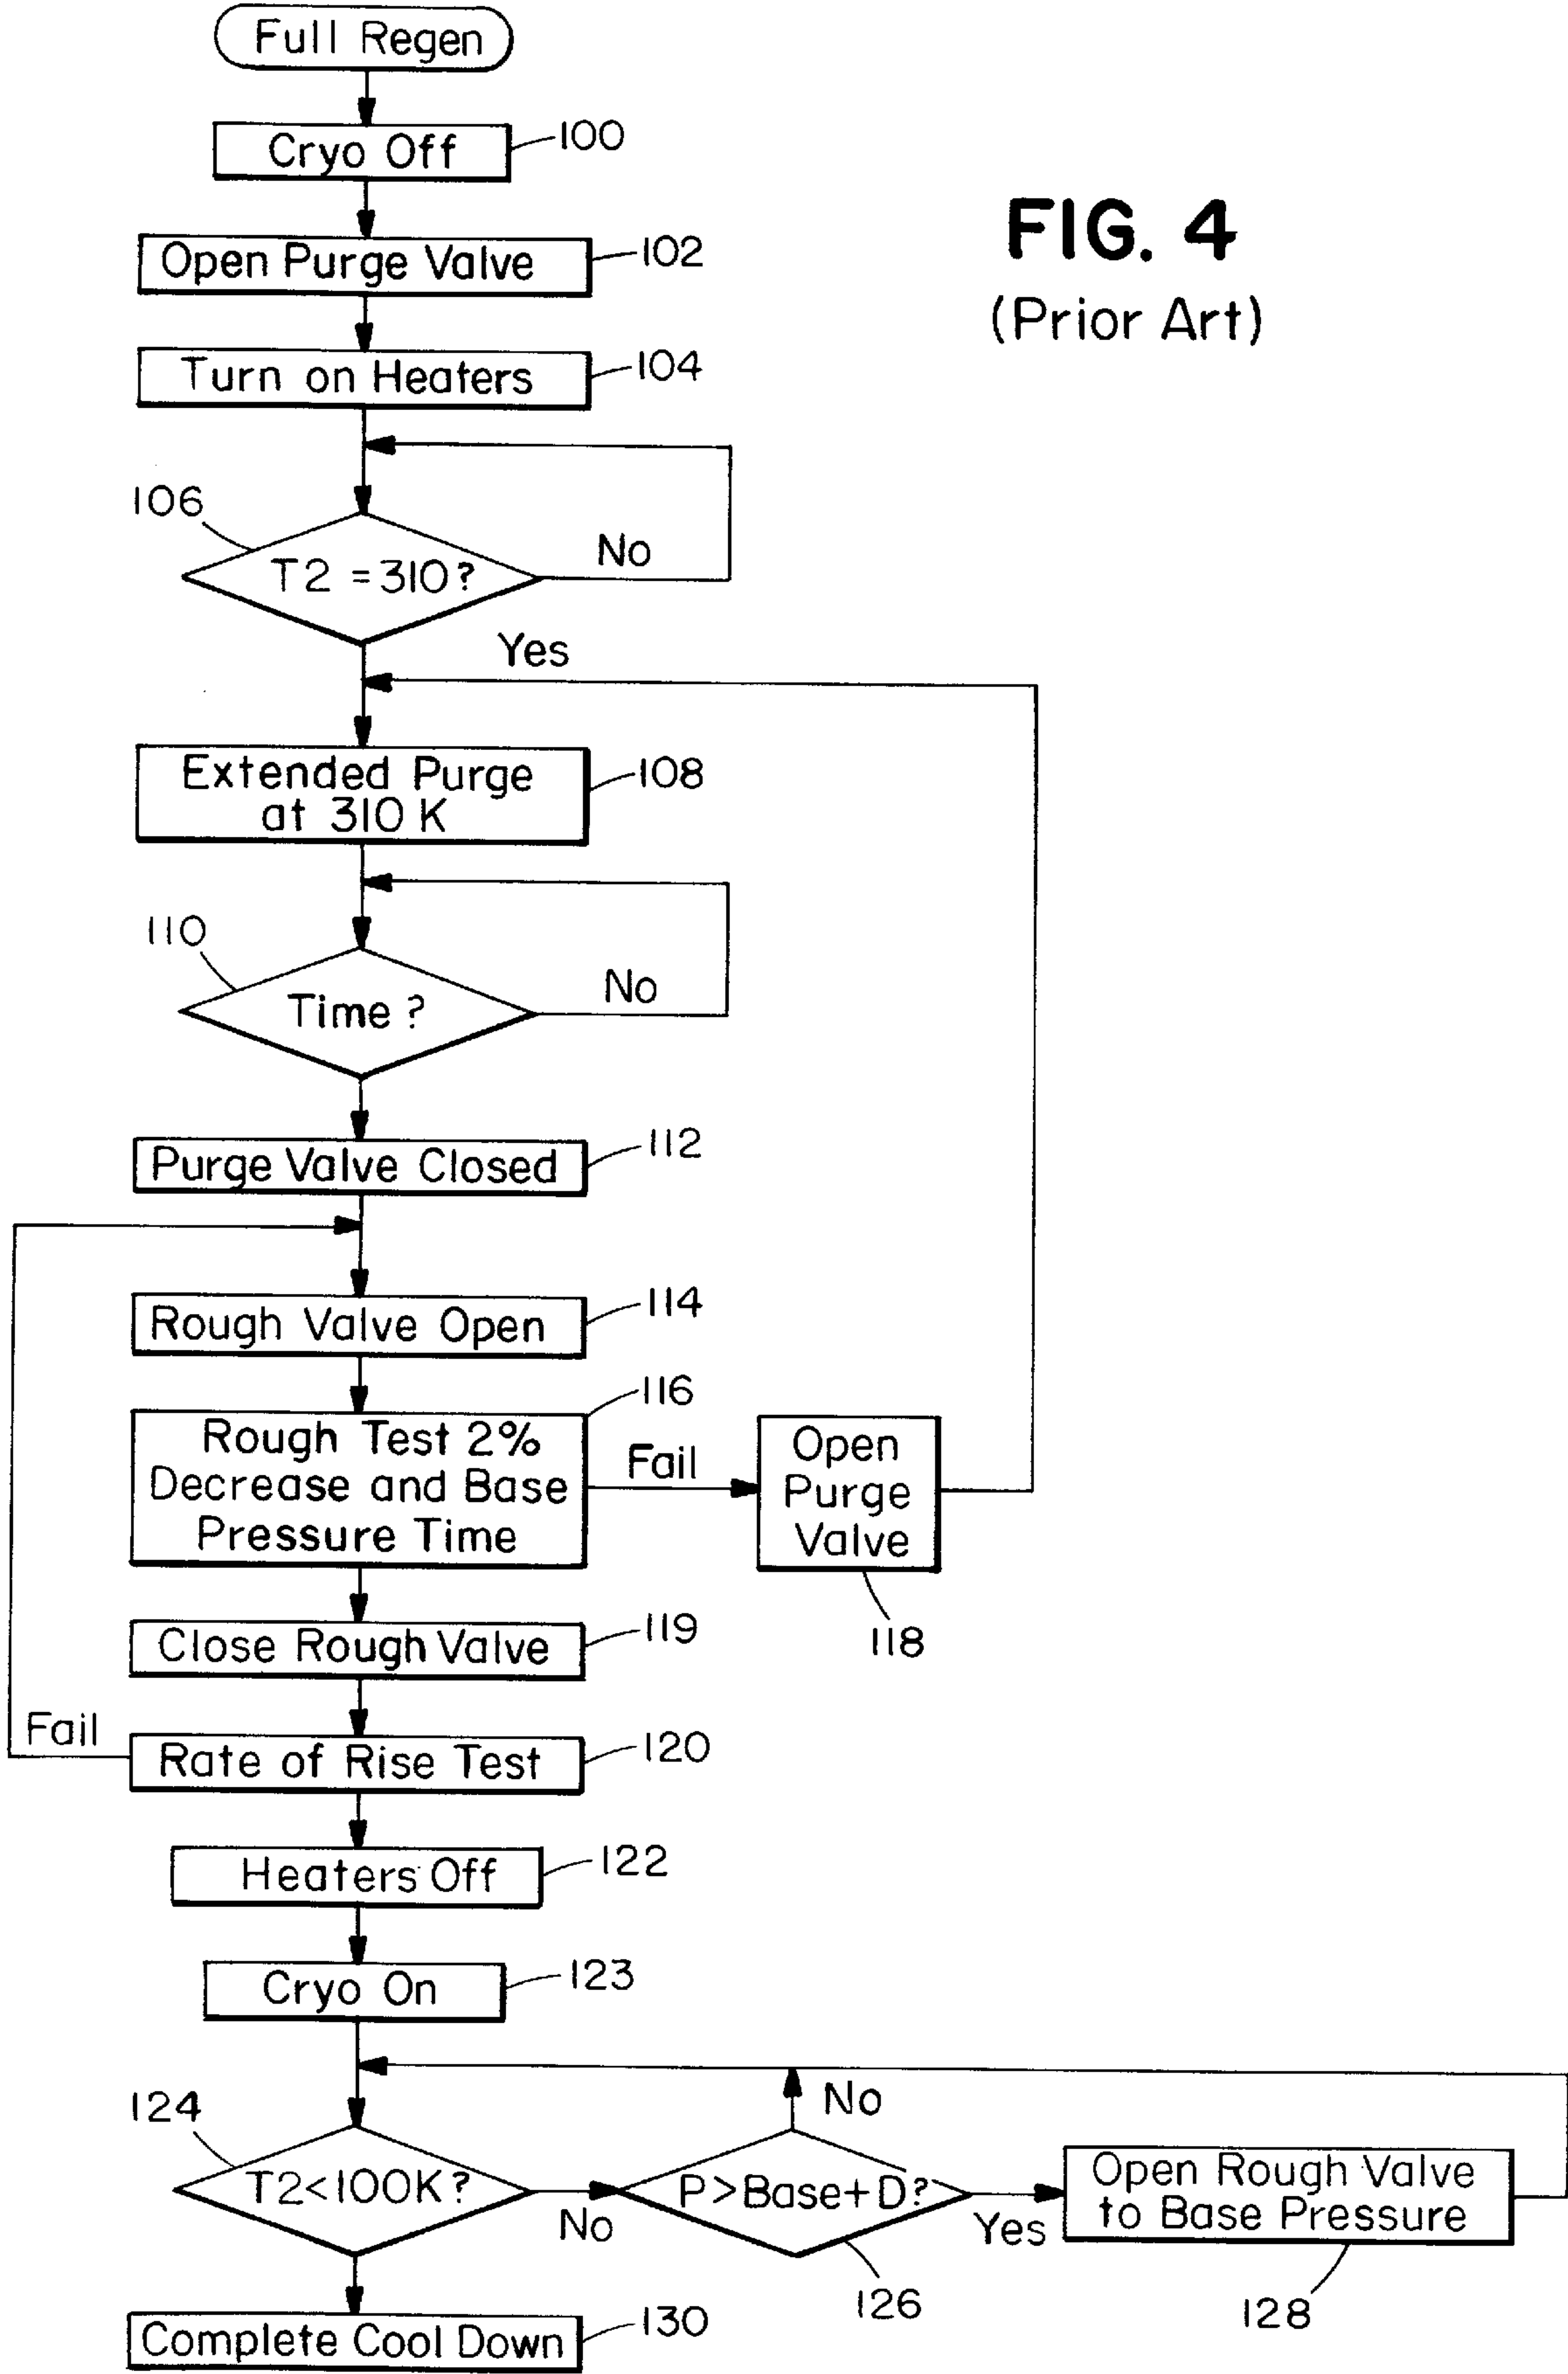 Full Regen
Cryo Off
100
FIG. 4
(Prior Art)
Open Purge Valve
102
Turn on Heaters
104
106
T2 =310?
No
Yes
Extended Purge
at 310 K
108
110
Time ?
No
Purge Valve Closed
112
Rough Valve Open
114
116
Rough Test 2%
Decrease and Base
Pressure Time
Fail
Open
Purge
Valve
118
Close Rough Valve
119
Fail
Rate of Rise Test
120
Heaters Off
122
Cryo On
123
124
T2<100K?
No
P>Base+D?
No
Yes
126
Open Rough Valve
to Base Pressure
128
Complete Cool Down
130